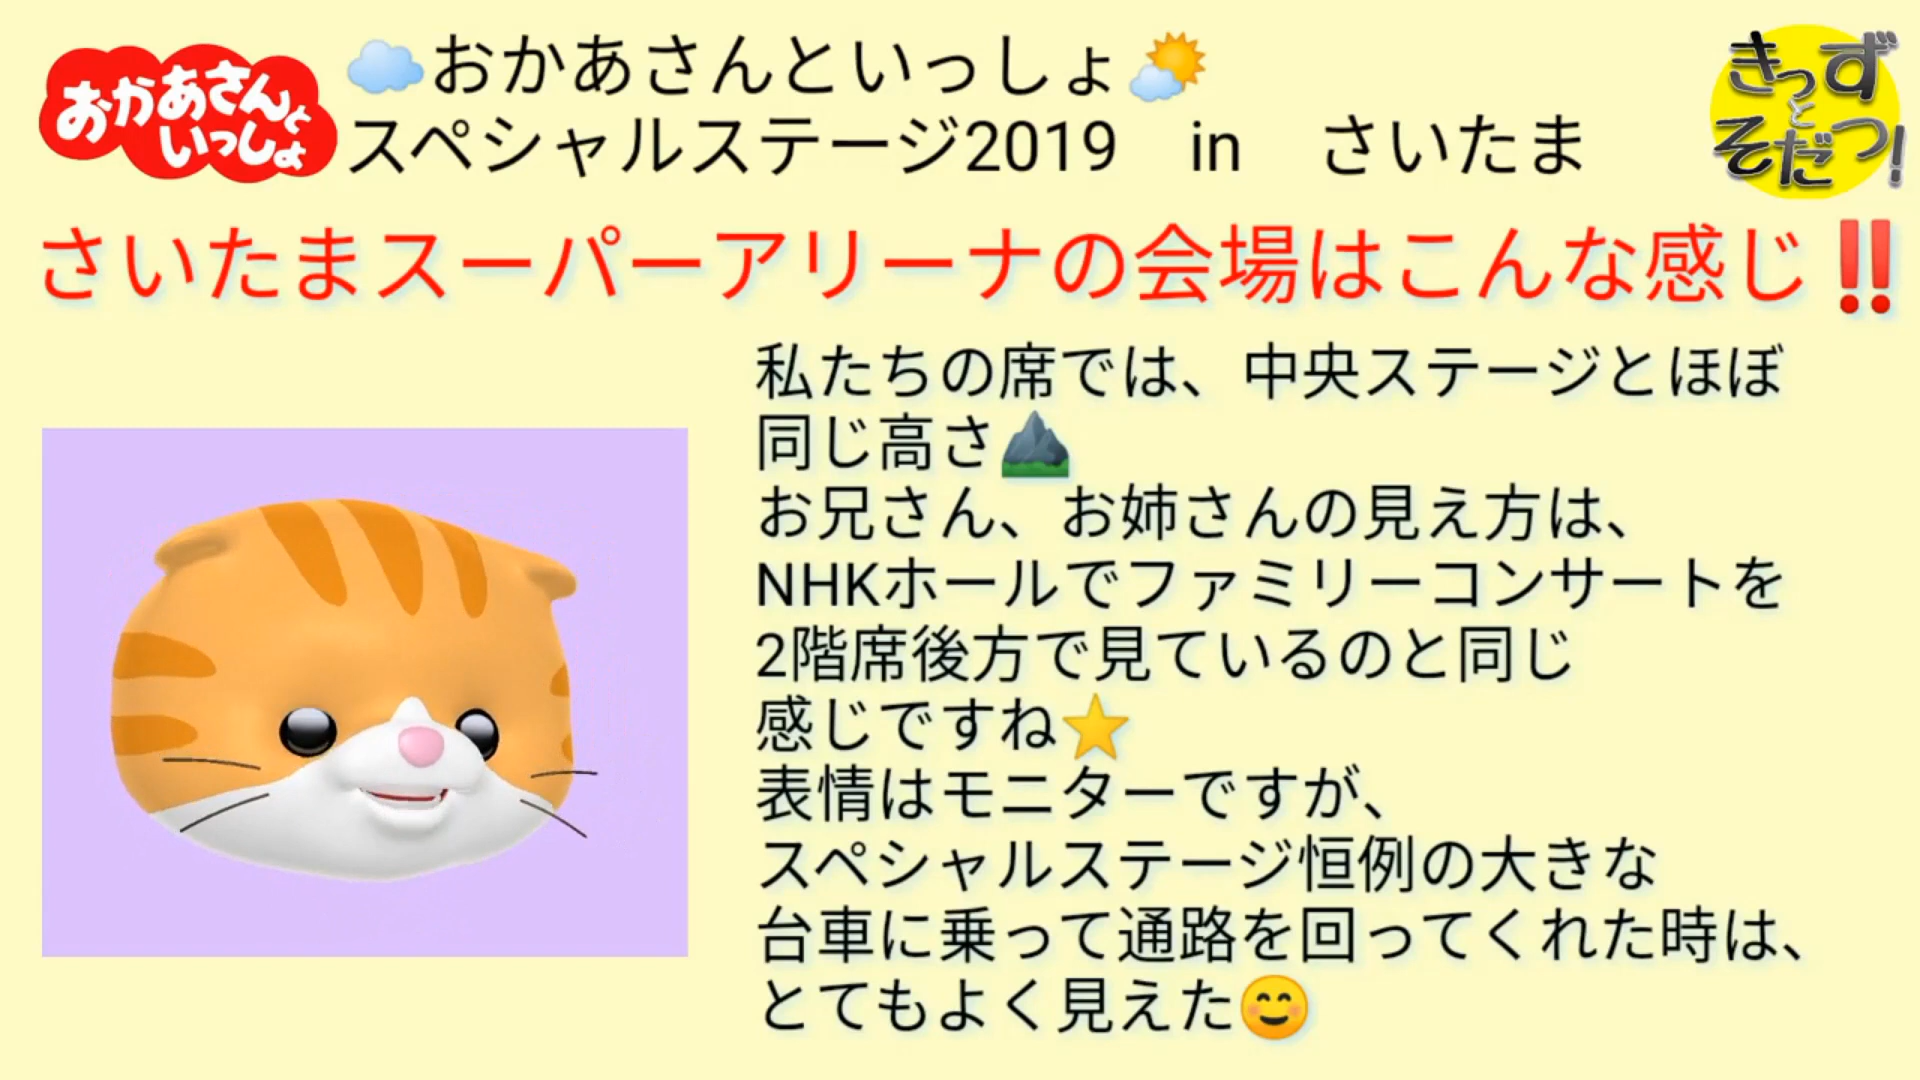 おかあさんと
いっしょ
☁️おかあさんといっしょ🌤️
スペシャルステージ2019　in　さいたま
きっず
と
そだつ!
さいたまスーパーアリーナの会場はこんな感じ‼️
私たちの席では、中央ステージとほぼ
同じ高さ⛰️
お兄さん、お姉さんの見え方は、
NHKホールでファミリーコンサートを
2階席後方で見ているのと同じ
感じですね⭐
表情はモニターですが、
スペシャルステージ恒例の大きな
台車に乗って通路を回ってくれた時は、
とてもよく見えた😊